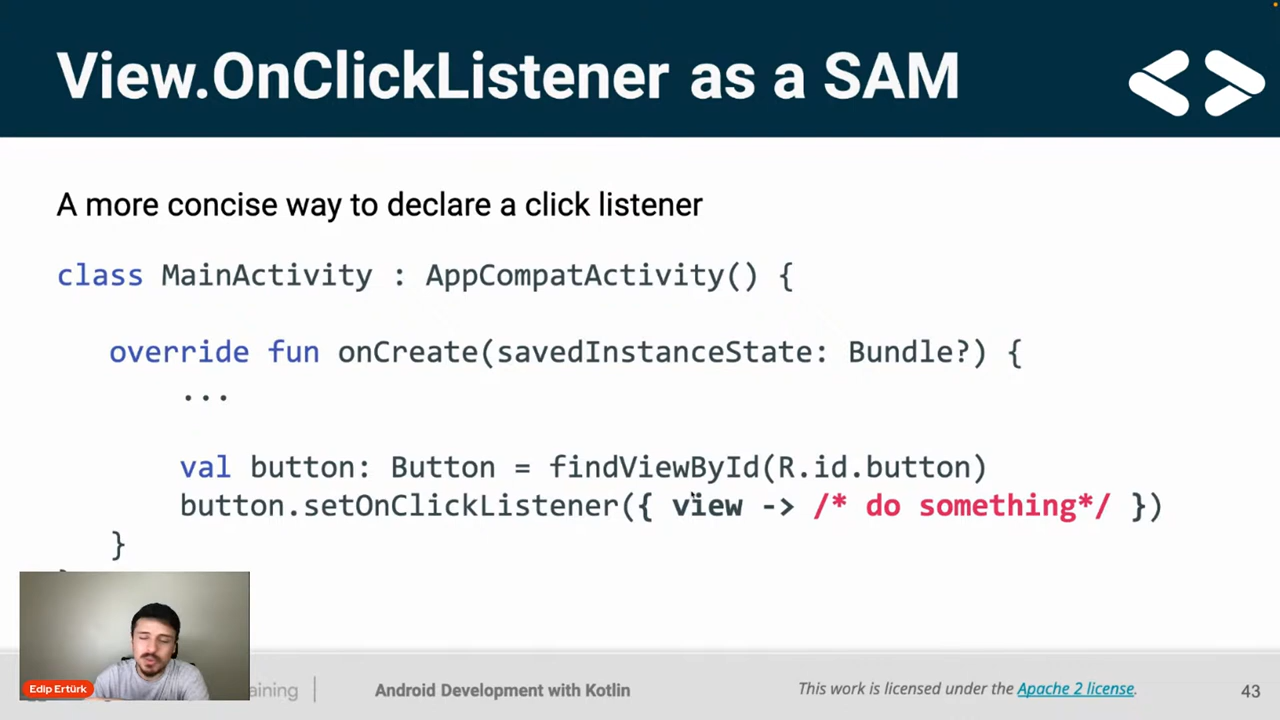 View.OnClickListener as a SAM
A more concise way to declare a click listener
class MainActivity : AppCompatActivity() {
override fun onCreate(savedInstanceState: Bundle?) {
...
val button: Button = findViewById(R.id.button)
button.setOnClickListener({ view -> /* do something*/ })
}
Edip Ertürk
Android Development with Kotlin
This work is licensed under the Apache 2 license.
43